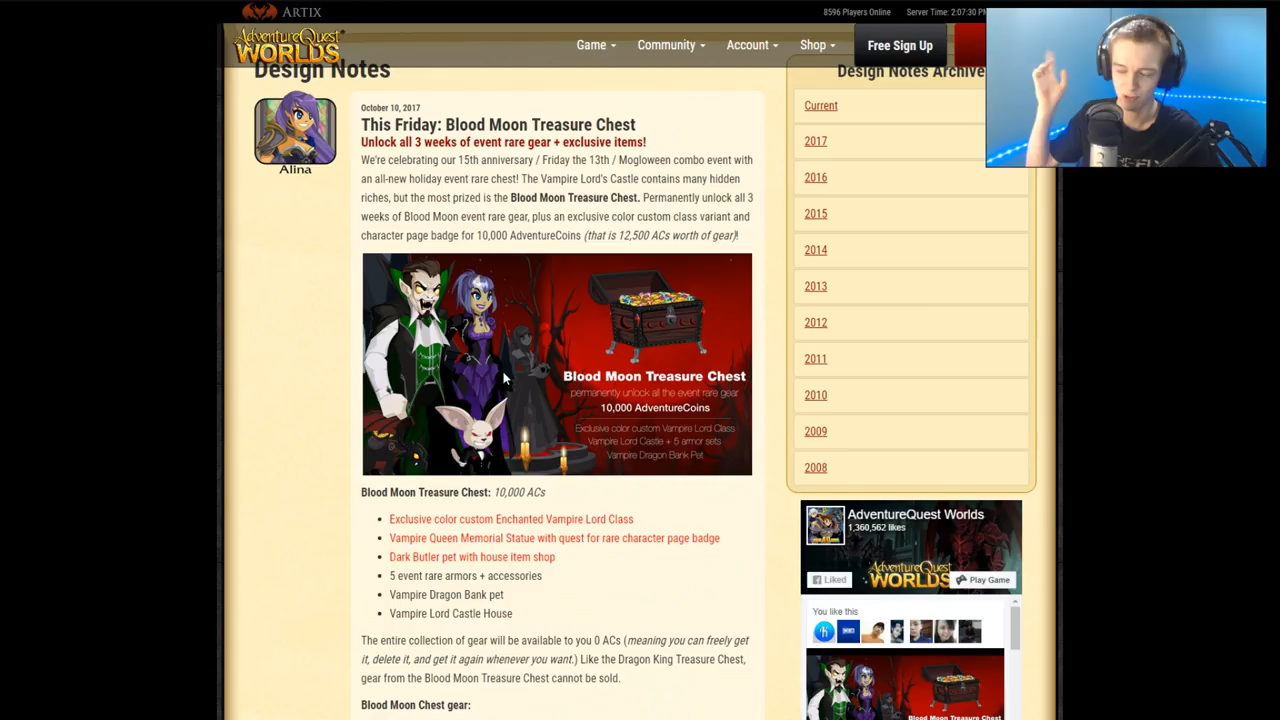 ARTIX
8596 Players Online
Server Time: 2:07:30 PM
AdventureQuest
WORLDS
Game
Community
Account
Shop
Free Sign Up
Design Notes
Alina
October 10, 2017
This Friday: Blood Moon Treasure Chest
Unlock all 3 weeks of event rare gear + exclusive items!
We're celebrating our 15th anniversary / Friday the 13th / Mogloween combo event with
an all-new holiday event rare chest! The Vampire Lord's Castle contains many hidden
riches, but the most prized is the Blood Moon Treasure Chest. Permanently unlock all 3
weeks of Blood Moon event rare gear, plus an exclusive color custom class variant and
character page badge for 10,000 AdventureCoins (that is 12,500 ACs worth of gear)!
Blood Moon Treasure Chest
permanently unlock all the event rare gear
10,000 AdventureCoins
Exclusive color custom Vampire Lord Class
Vampire Lord Castle + 5 armor sets
Vampire Dragon Bank Pet
Blood Moon Treasure Chest: 10,000 ACs
Exclusive color custom Enchanted Vampire Lord Class
Vampire Queen Memorial Statue with quest for rare character page badge
Dark Butler pet with house item shop
5 event rare armors + accessories
Vampire Dragon Bank pet
Vampire Lord Castle House
The entire collection of gear will be available to you 0 ACs (meaning you can freely get
it, delete it, and get it again whenever you want.) Like the Dragon King Treasure Chest,
gear from the Blood Moon Treasure Chest cannot be sold.
Blood Moon Chest gear:
Design Notes Archive
Current
2017
2016
2015
2014
2013
2012
2011
2010
2009
2008
AdventureQuest Worlds
1,360,562 likes
AdventureQuest
WORLDS
Liked
Play Game
You like this
Blood Moon Treasure Chest